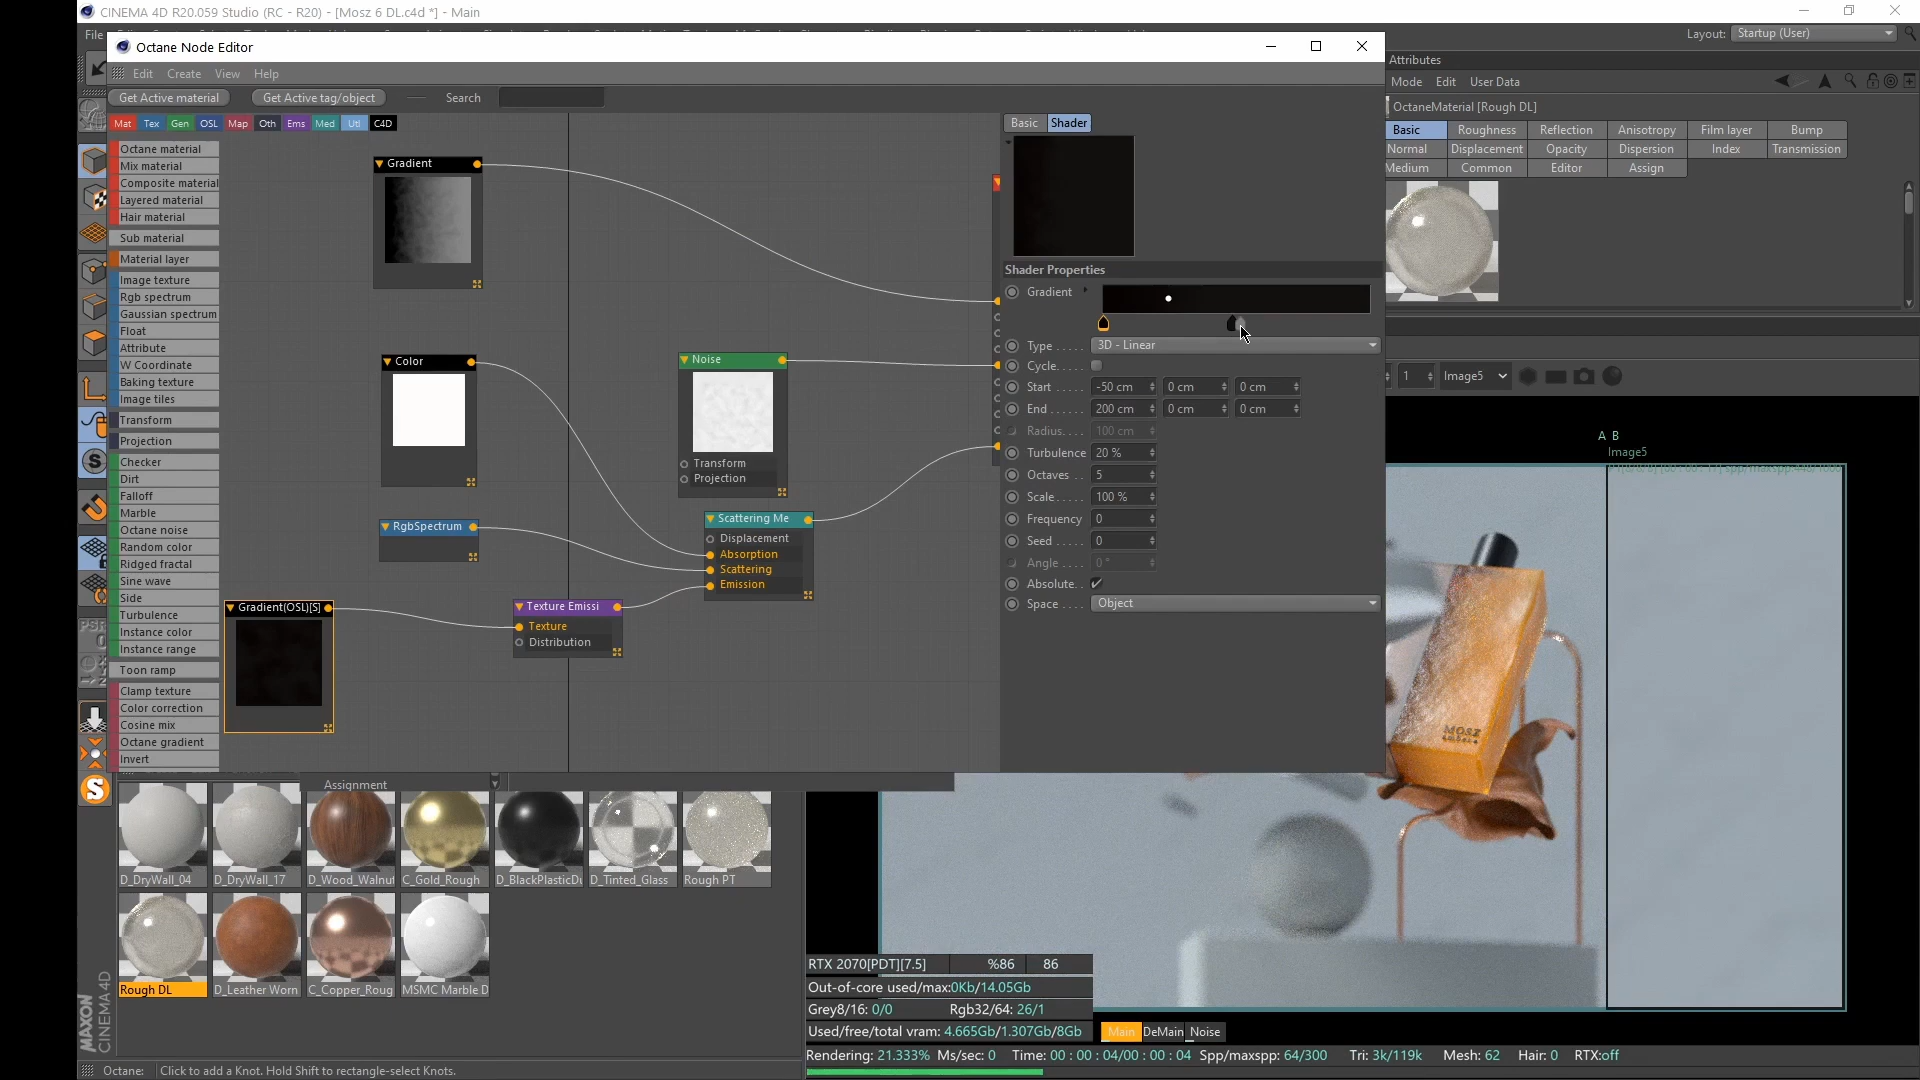 CINEMA 4D R20.059 Studio (RC - R20) - [Mosz 6 DL.c4d *] - Main
File
Layout: Startup (User)
Octane Node Editor
Edit Create View Help
Get Active material Get Active tag/object Search
Mat Tex Gen OSL Map Oth Ems Med Utl C4D
Octane material
Mix material
Composite material
Layered material
Hair material
Sub material
Material layer
Image texture
Rgb spectrum
Gaussian spectrum
Float
Attribute
W Coordinate
Baking texture
Image tiles
Transform
Projection
Checker
Dirt
Falloff
Marble
Octane noise
Random color
Ridged fractal
Sine wave
Side
Turbulence
Instance color
Instance range
Toon ramp
Clamp texture
Color correction
Cosine mix
Octane gradient
Invert
Gradient
Color
RgbSpectrum
Gradient(OSL)[S]
Noise
Transform
Projection
Scattering Me
Displacement
Absorption
Scattering
Emission
Texture Emissi
Texture
Distribution
Basic Shader
Shader Properties
Gradient
Type ..... 3D - Linear
Cycle.....
Start ..... -50 cm 0 cm 0 cm
End ...... 200 cm 0 cm 0 cm
Radius.... 100 cm
Turbulence 20 %
Octaves .. 5
Scale..... 100 %
Frequency 0
Seed ..... 0
Angle .... 0 °
Absolute..
Space .... Object
Attributes
Mode Edit User Data
OctaneMaterial [Rough DL]
Basic Roughness Reflection Anisotropy Film layer Bump
Normal Displacement Opacity Dispersion Index Transmission
Medium Common Editor Assign
1 Image5
A B
Image5
MOSZ
PSR
0
Assignment
D_DryWall_04 D_DryWall_17 D_Wood_Walnut C_Gold_Rough D_BlackPlasticDu D_Tinted_Glass Rough PT
Rough DL D_Leather Worn C_Copper_Roug MSMC Marble D
MAXON
CINEMA 4D
RTX 2070[PDT][7.5] %86 86
Out-of-core used/max:0Kb/14.05Gb
Grey8/16: 0/0 Rgb32/64: 26/1
Used/free/total vram: 4.665Gb/1.307Gb/8Gb
Main DeMain Noise
Rendering: 21.333% Ms/sec: 0 Time: 00 : 00 : 04/00 : 00 : 04 Spp/maxspp: 64/300 Tri: 3k/119k Mesh: 62 Hair: 0 RTX:off
Octane: Click to add a Knot. Hold Shift to rectangle-select Knots.